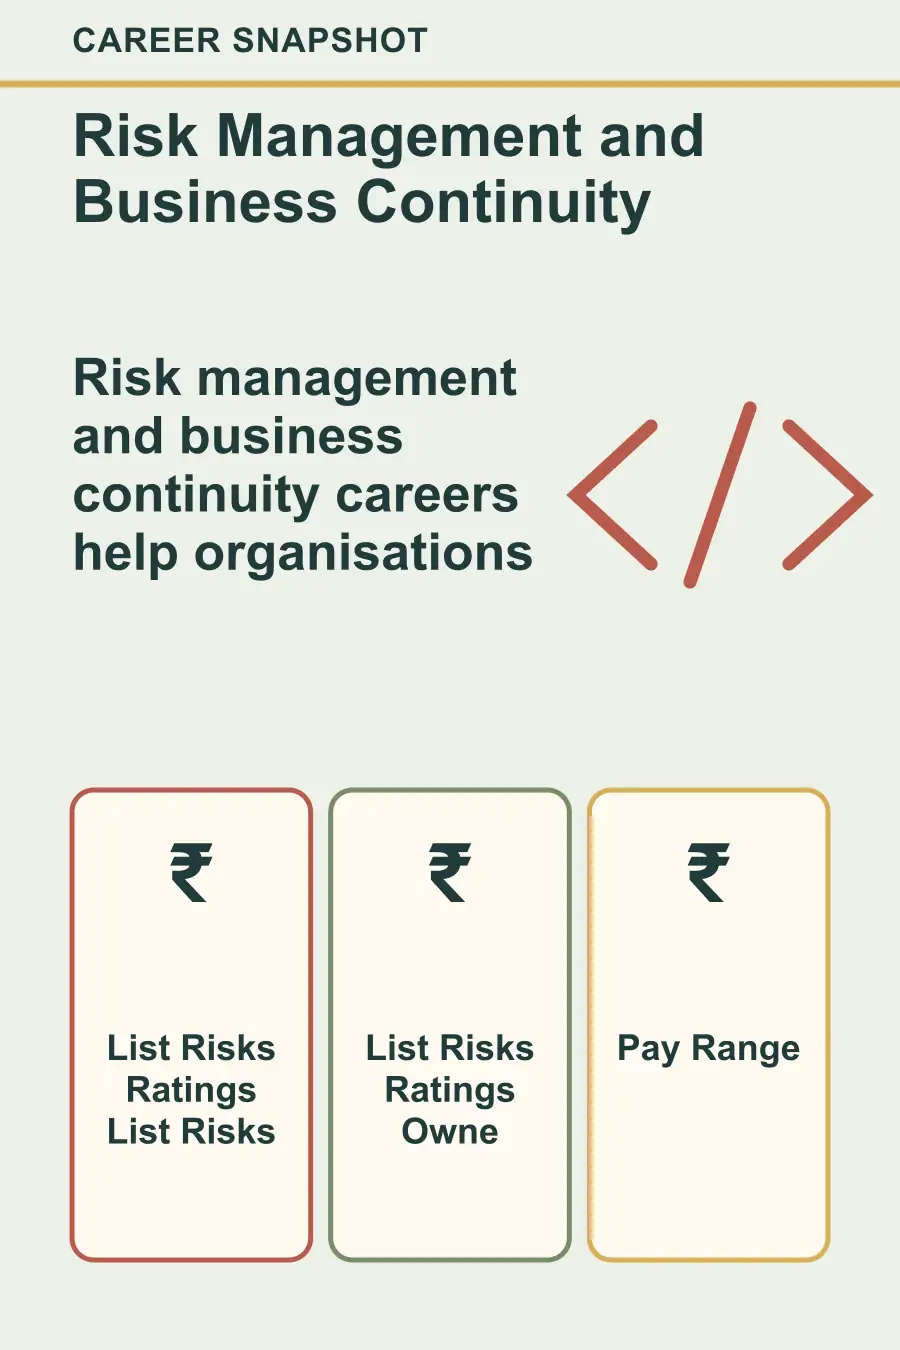 CAREER SNAPSHOT
Risk Management and
Business Continuity
Risk management
and business
continuity careers
help organisations
</>
₹
List Risks
Ratings
List Risks
₹
List Risks
Ratings
Owne
₹
Pay Range